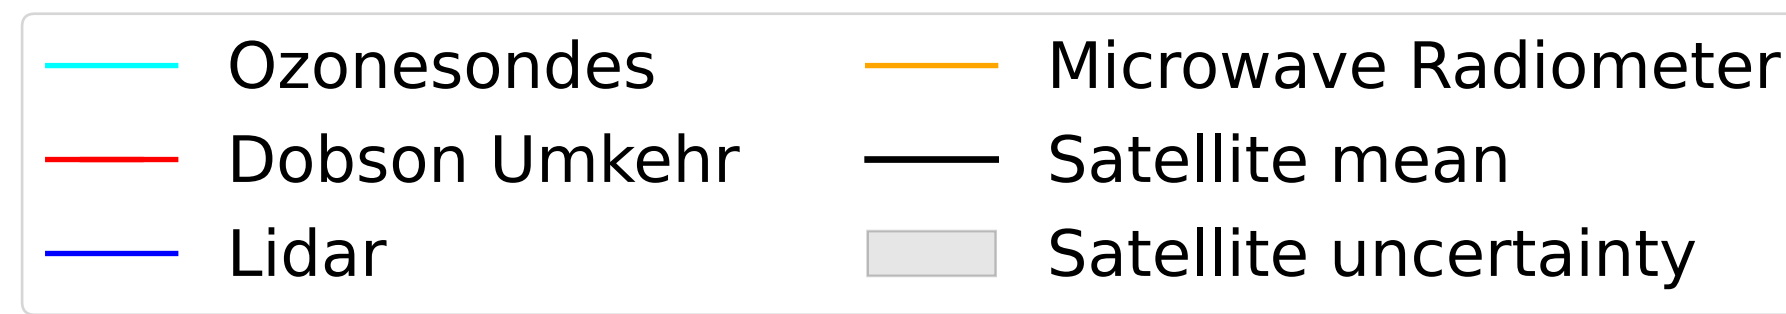 Ozonesondes
Dobson Umkehr
Lidar
Microwave Radiometer
Satellite mean
Satellite uncertainty